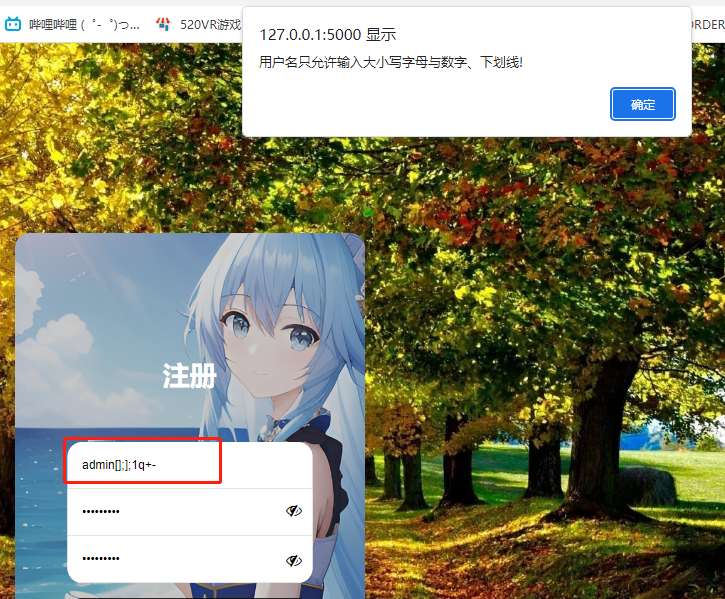 哔哩哔哩 ( ゜- ゜)つ...
520VR游戏
ORDER
127.0.0.1:5000 显示
用户名只允许输入大小写字母与数字、下划线!
确定
注册
admin[];];1q+-
•••••••••
•••••••••